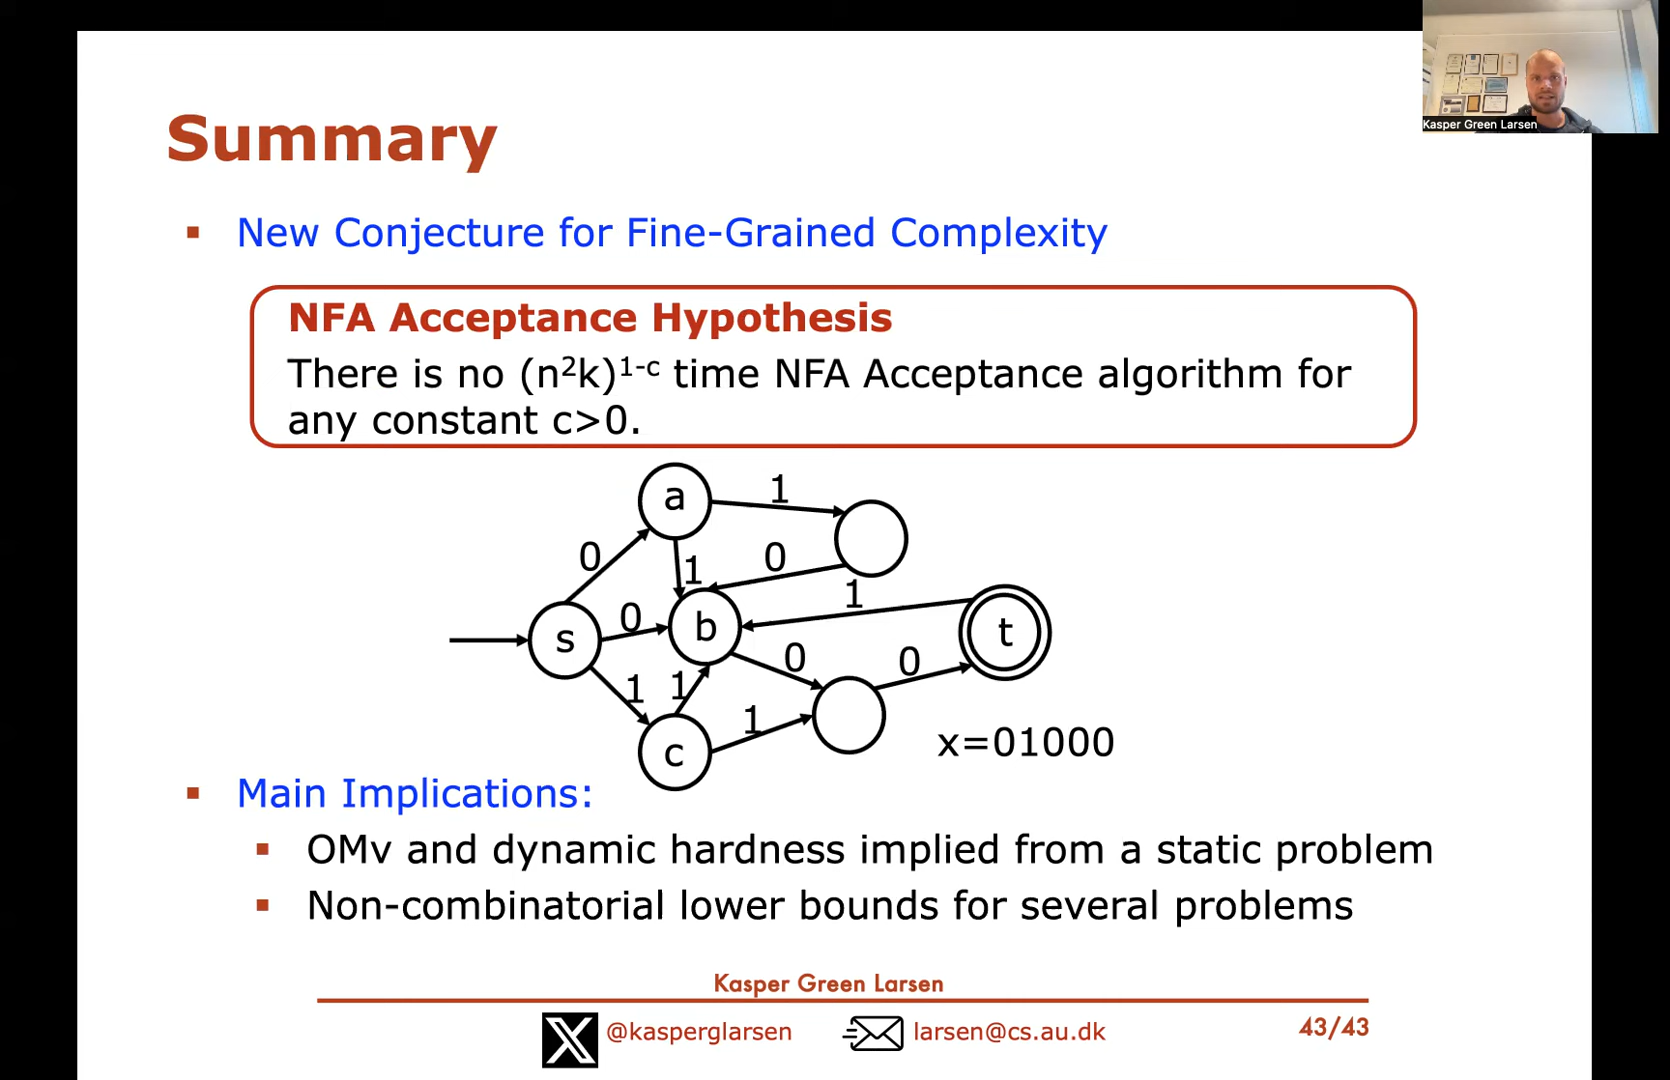 Kasper Green Larsen
Summary
▪ New Conjecture for Fine-Grained Complexity
NFA Acceptance Hypothesis
There is no (n²k)¹⁻ᶜ time NFA Acceptance algorithm for
any constant c>0.
a
1
0
1
0
1
s
0
b
0
0
t
1
1
1
c
x=01000
▪ Main Implications:
▪ OMv and dynamic hardness implied from a static problem
▪ Non-combinatorial lower bounds for several problems
Kasper Green Larsen
@kasperglarsen larsen@cs.au.dk 43/43